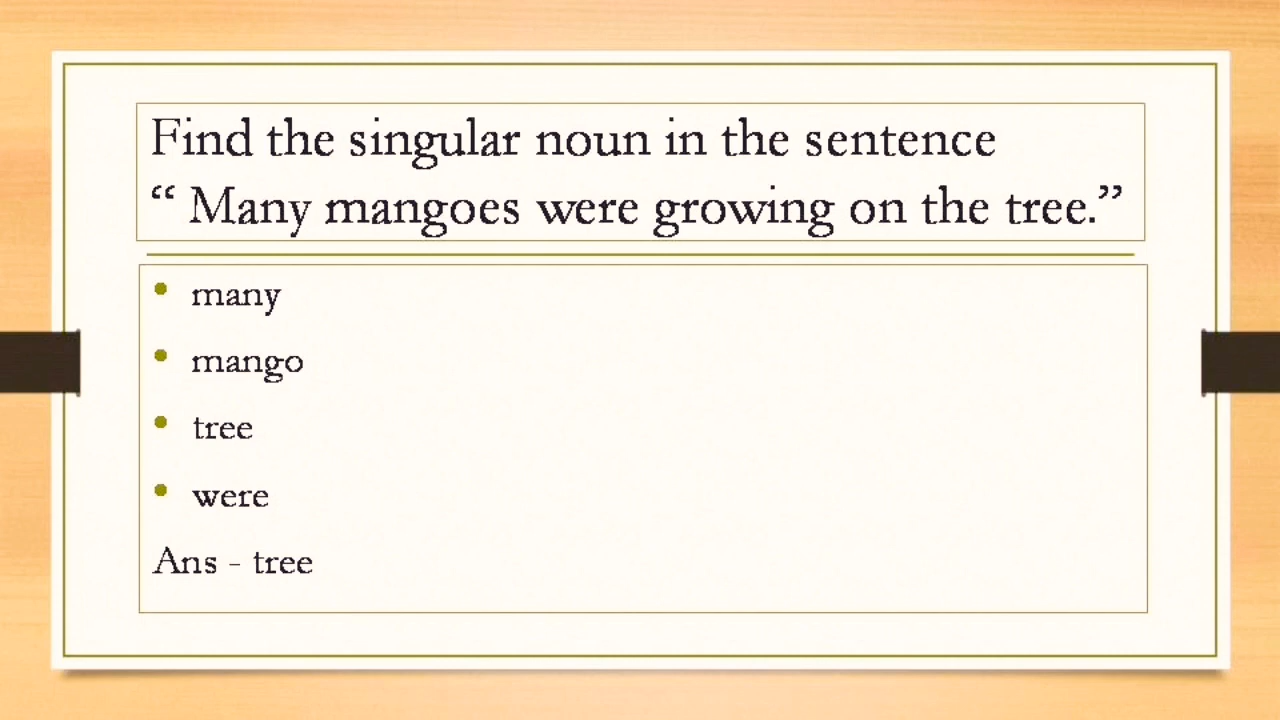 Find the singular noun in the sentence
“ Many mangoes were growing on the tree.”
• many
• mango
• tree
• were
Ans - tree